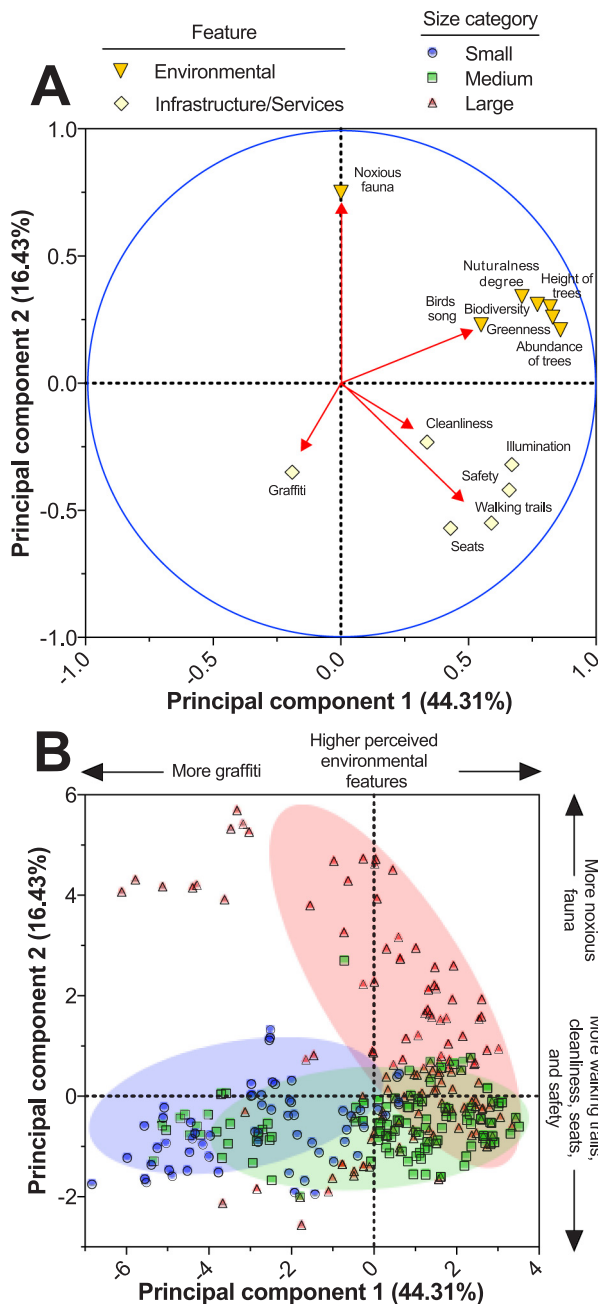 Feature
Size category
Environmental
Infrastructure/Services
Small
Medium
Large
A
1.0
0.5
0.0
-0.5
-1.0
Principal component 2 (16.43%)
Noxious
fauna
Nuturalness
degree
Height of
trees
Birds
song
Biodiversity
Greenness
Abundance
of trees
Cleanliness
Illumination
Safety
Graffiti
Walking trails
Seats
-1.0
-0.5
0.0
0.5
1.0
Principal component 1 (44.31%)
B
More graffiti
Higher perceived
environmental
features
6
4
2
0
-2
Principal component 2 (16.43%)
More noxious
fauna
More walking trails,
cleanliness, seats,
and safety
-6
-4
-2
0
2
4
Principal component 1 (44.31%)